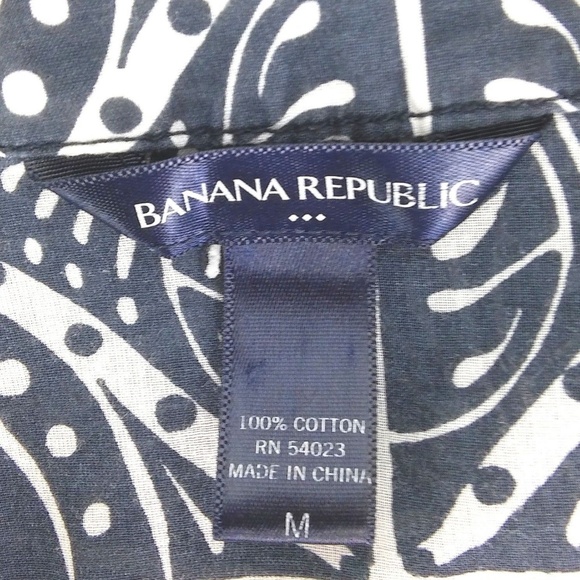 BANANA REPUBLIC
100% COTTON
RN 54023
MADE IN CHINA
M